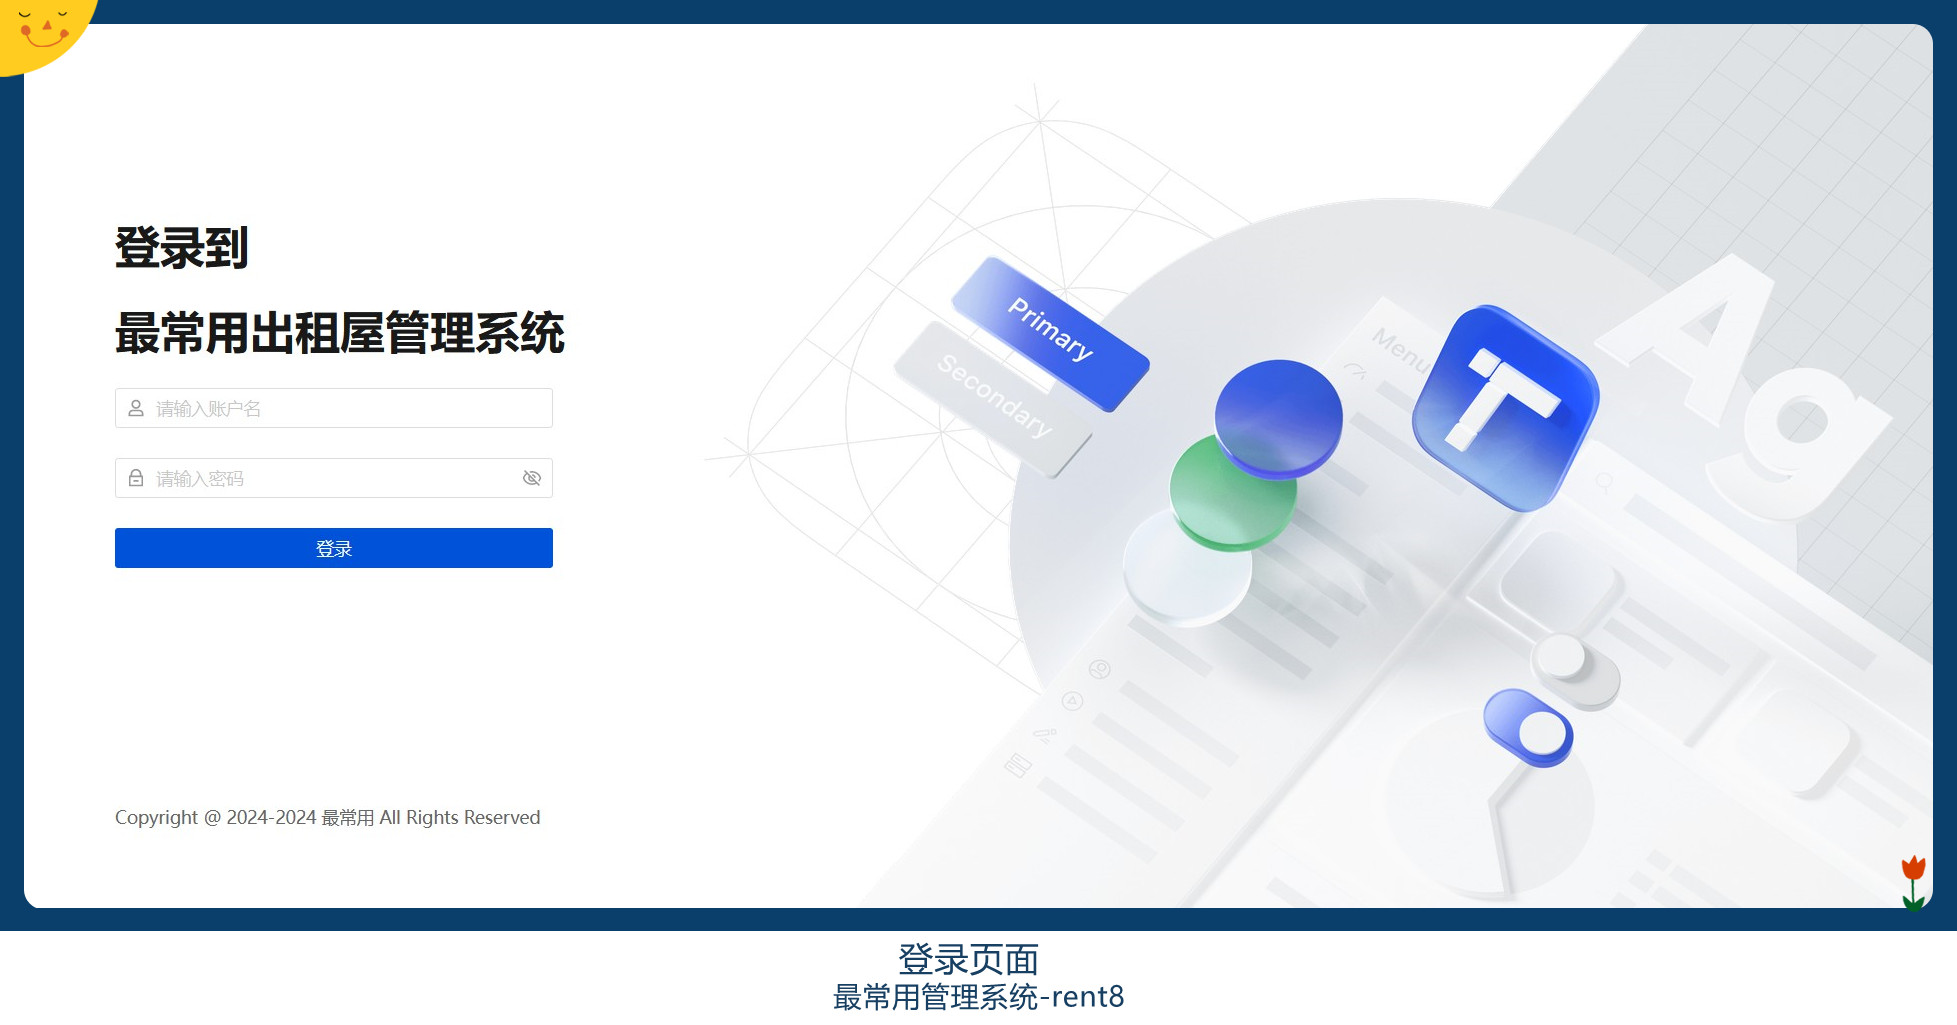 登录到
最常用出租屋管理系统
请输入账户名
请输入密码
登录
Copyright @ 2024-2024 最常用 All Rights Reserved
Primary
Secondary
Menu
T
Ag
登录页面
最常用管理系统-rent8